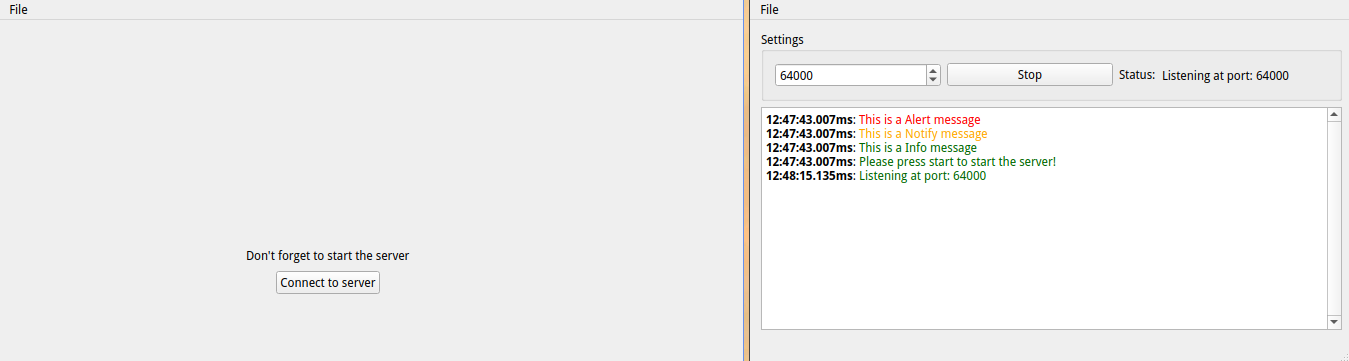 File
Don't forget to start the server
Connect to server
File
Settings
64000 Stop Status: Listening at port: 64000
12:47:43.007ms: This is a Alert message
12:47:43.007ms: This is a Notify message
12:47:43.007ms: This is a Info message
12:47:43.007ms: Please press start to start the server!
12:48:15.135ms: Listening at port: 64000